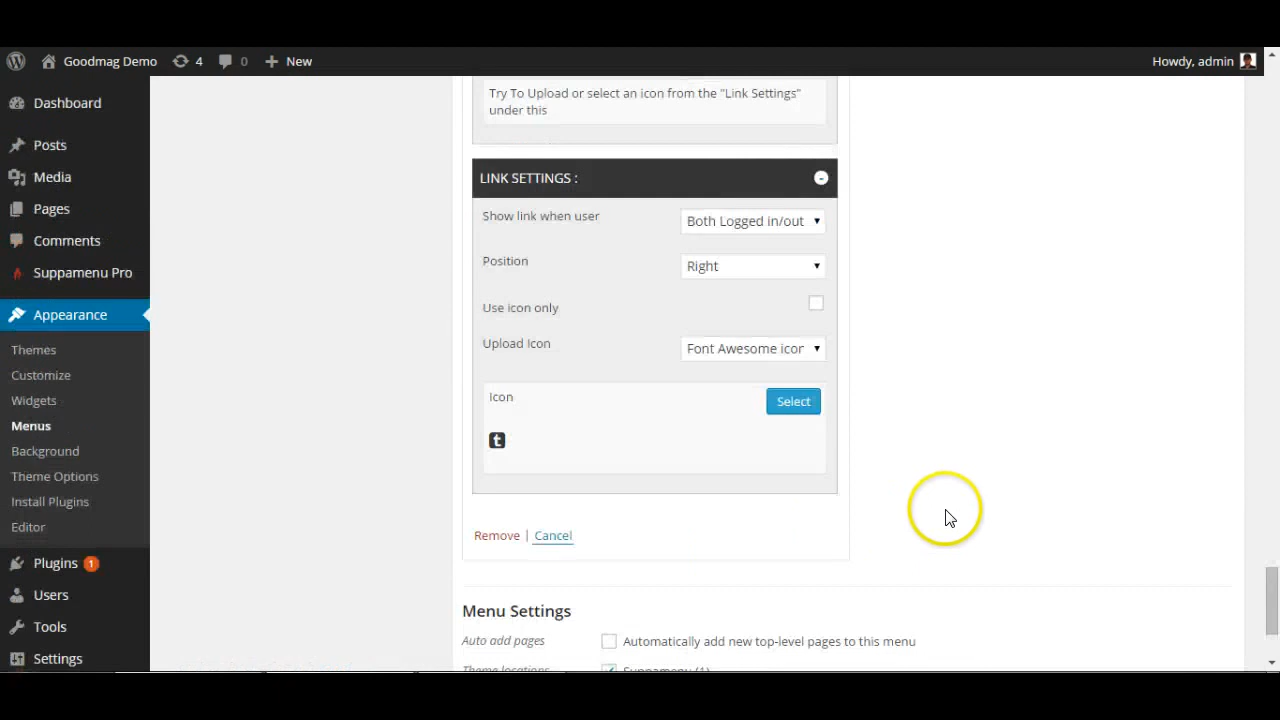 Goodmag Demo 4 0 New Howdy, admin
Dashboard
Posts
Media
Pages
Comments
Suppamenu Pro
Appearance
Themes
Customize
Widgets
Menus
Background
Theme Options
Install Plugins
Editor
Plugins 1
Users
Tools
Settings
Try To Upload or select an icon from the "Link Settings"
under this
LINK SETTINGS :
Show link when user Both Logged in/out
Position Right
Use icon only
Upload Icon Font Awesome icor
Icon Select
t
Remove | Cancel
Menu Settings
Auto add pages Automatically add new top-level pages to this menu
Theme locations Suppamenu (1)